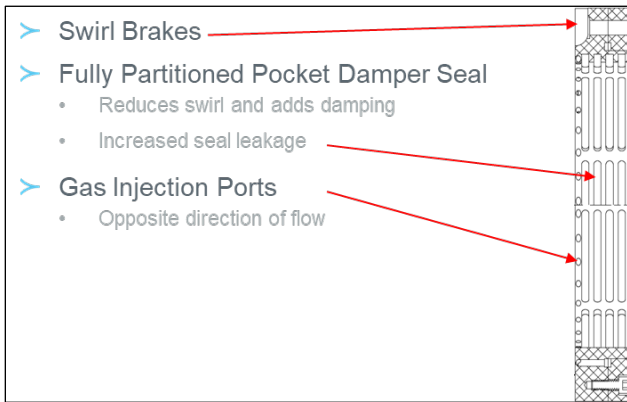 Swirl Brakes
Fully Partitioned Pocket Damper Seal
Reduces swirl and adds damping
Increased seal leakage
Gas Injection Ports
Opposite direction of flow